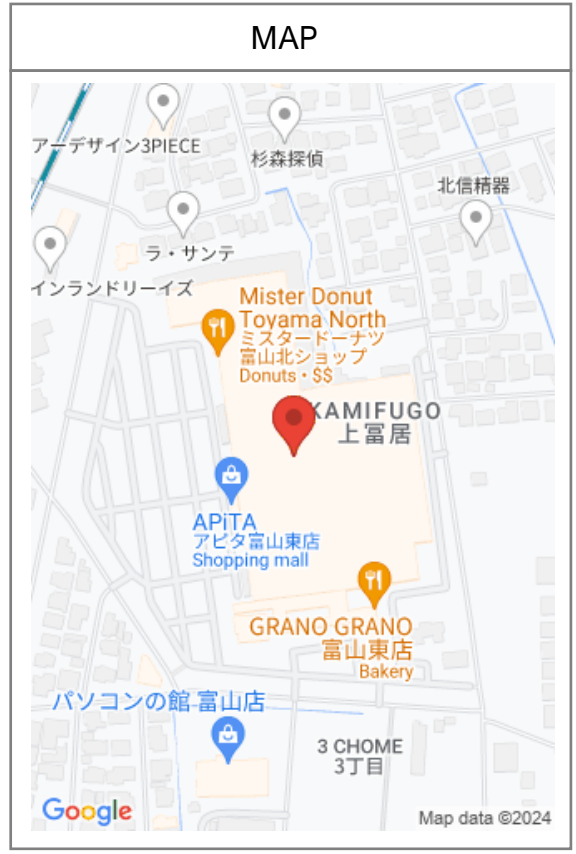 MAP
アーデザイン3PIECE
杉森探偵
北信精器
ラ・サンテ
インランドリーイズ
Mister Donut
Toyama North
ミスタードーナツ
富山北ショップ
Donuts • $$
KAMIFUGO
上冨居
APiTA
アピタ富山東店
Shopping mall
GRANO GRANO
富山東店
Bakery
パソコンの館 富山店
3 CHOME
3丁目
Google
Map data ©2024